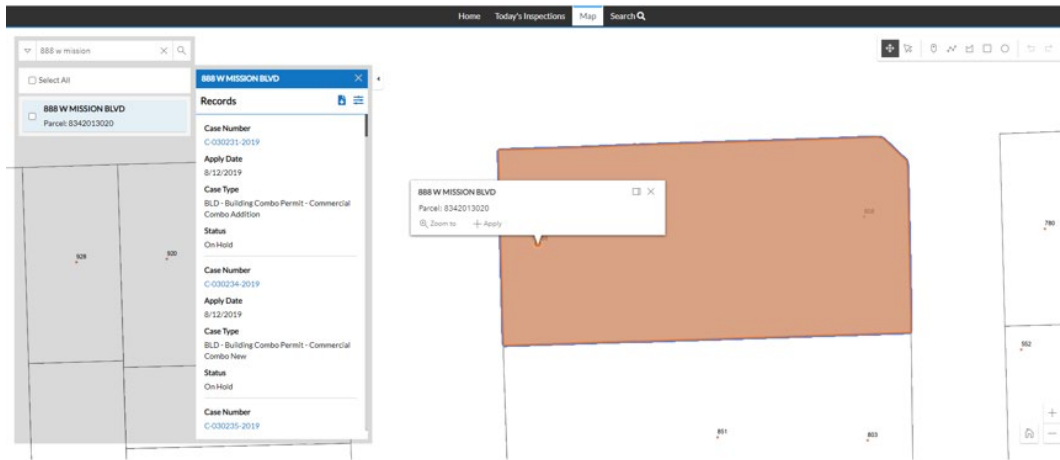 Home Today's Inspections Map Search
888 w mission
Select All
888 W MISSION BLVD
Parcel: 8342013020
888 W MISSION BLVD
Records
Case Number
C-030231-2019
Apply Date
8/12/2019
Case Type
BLD - Building Combo Permit - Commercial
Combo Addition
Status
On Hold
Case Number
C-030234-2019
Apply Date
8/12/2019
Case Type
BLD - Building Combo Permit - Commercial
Combo New
Status
On Hold
Case Number
C-030235-2019
888 W MISSION BLVD
Parcel: 8342013020
Zoom to Apply
928
920
780
552
851
803